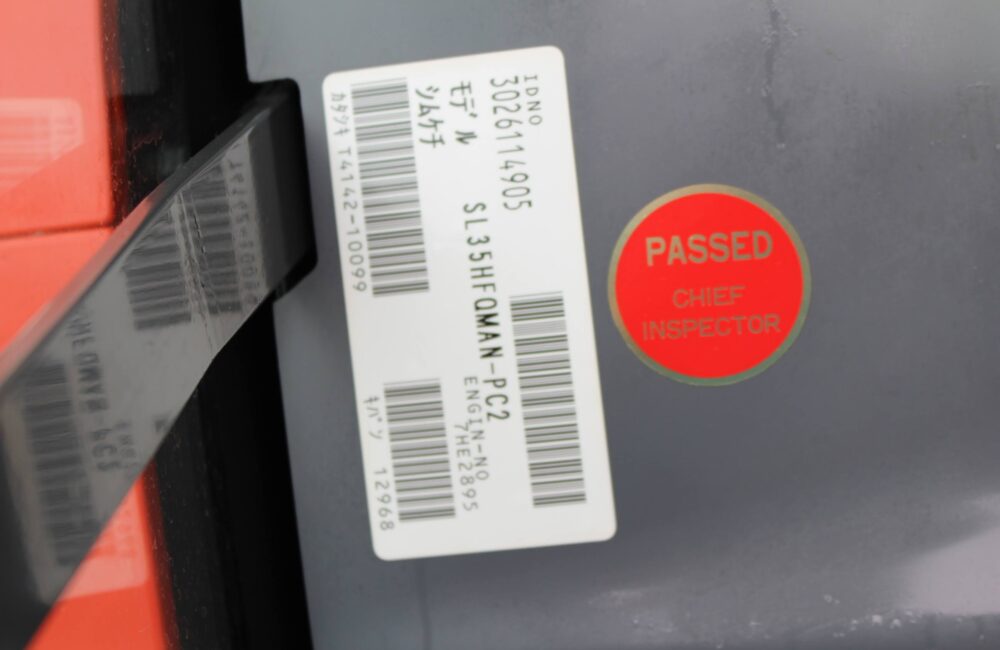 IDNO
3026114905
モデル SL35HFQMAN-PC2
シムケチ
ENGIN-NO
7HE2895
カタシキ T4142-10099
キバン 12968
PASSED
CHIEF
INSPECTOR